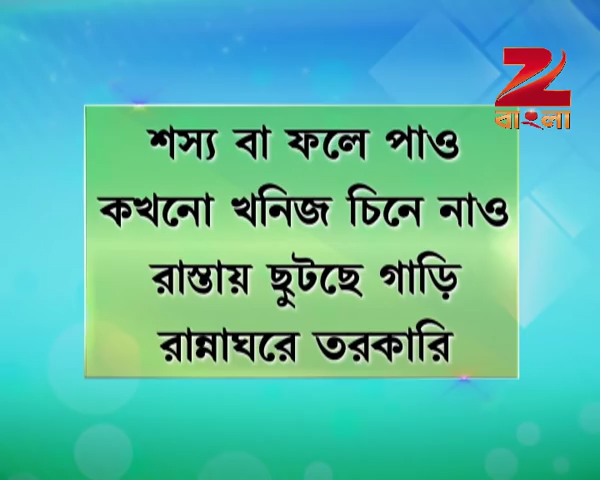 বাংলা
শস্য বা ফলে পাও
কখনো খনিজ চিনে নাও
রাস্তায় ছুটছে গাড়ি
রান্নাঘরে তরকারি